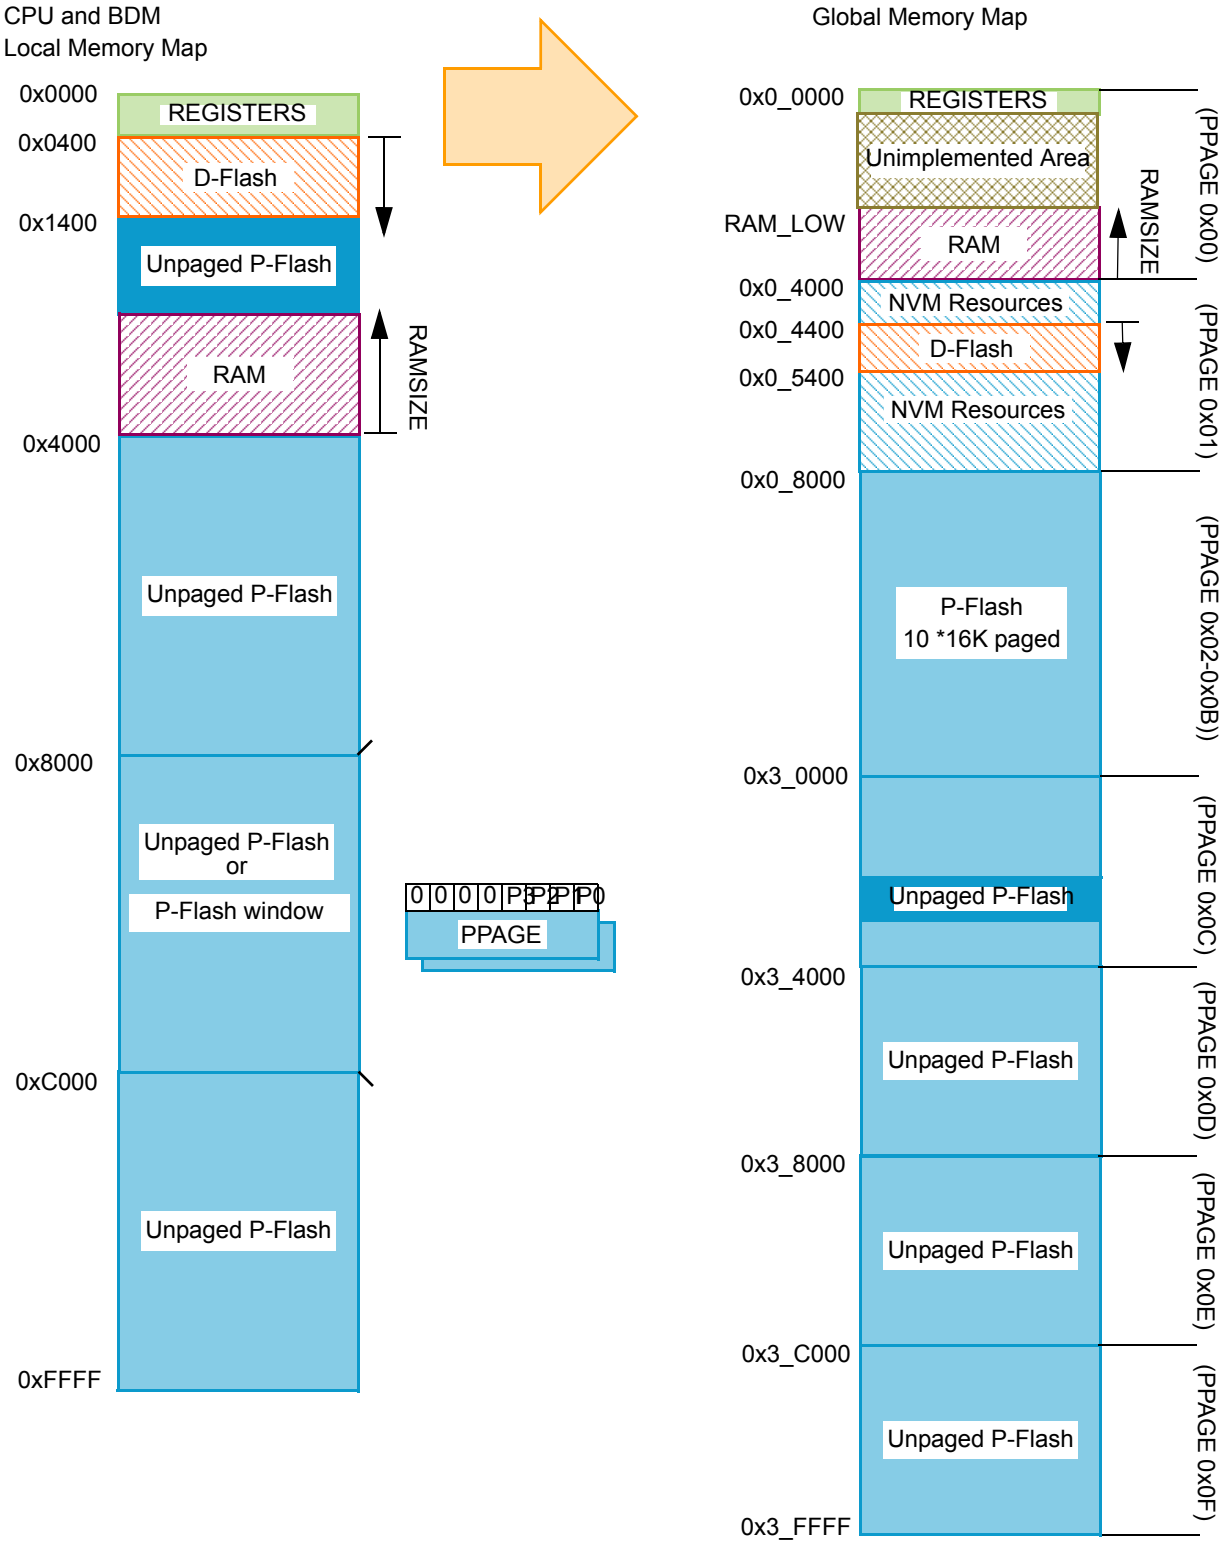 CPU and BDM
Local Memory Map
0x0000
REGISTERS
0x0400
D-Flash
0x1400
Unpaged P-Flash
RAM
RAMSIZE
0x4000
Unpaged P-Flash
0x8000
Unpaged P-Flash
or
P-Flash window
0xC000
Unpaged P-Flash
0xFFFF
0 0 0 0 P3 P2 P1 P0
PPAGE
Global Memory Map
0x0_0000
REGISTERS
Unimplemented Area
RAM_LOW
RAM
RAMSIZE
(PPAGE 0x00)
0x0_4000
NVM Resources
0x0_4400
D-Flash
0x0_5400
NVM Resources
(PPAGE 0x01)
0x0_8000
P-Flash
10 *16K paged
(PPAGE 0x02-0x0B))
0x3_0000
Unpaged P-Flash
(PPAGE 0x0C)
0x3_4000
Unpaged P-Flash
(PPAGE 0x0D)
0x3_8000
Unpaged P-Flash
(PPAGE 0x0E)
0x3_C000
Unpaged P-Flash
(PPAGE 0x0F)
0x3_FFFF